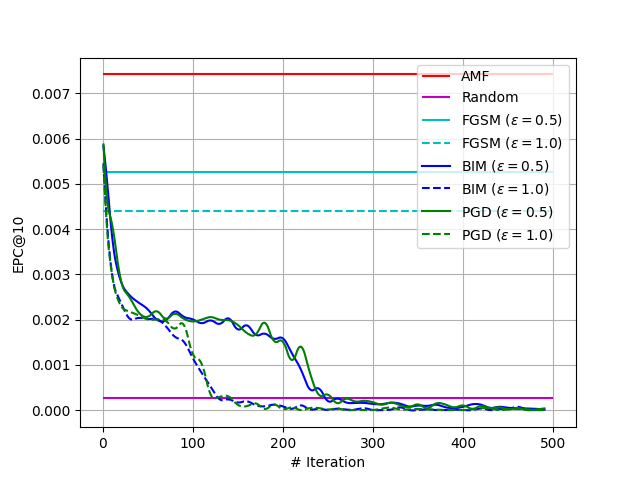 AMF
Random
FGSM (ε = 0.5)
FGSM (ε = 1.0)
BIM (ε = 0.5)
BIM (ε = 1.0)
PGD (ε = 0.5)
PGD (ε = 1.0)
EPC@10
0.007
0.006
0.005
0.004
0.003
0.002
0.001
0.000
0 100 200 300 400 500
# Iteration